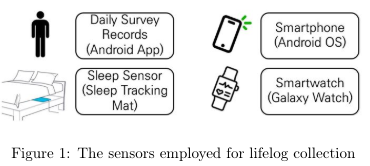 Daily Survey
Records
(Android App)
Smartphone
(Android OS)
Sleep Sensor
(Sleep Tracking
Mat)
Smartwatch
(Galaxy Watch)
Figure 1: The sensors employed for lifelog collection